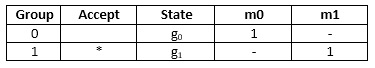 Group Accept State m0 m1
0 g₀ 1 -
1 * g₁ - 1